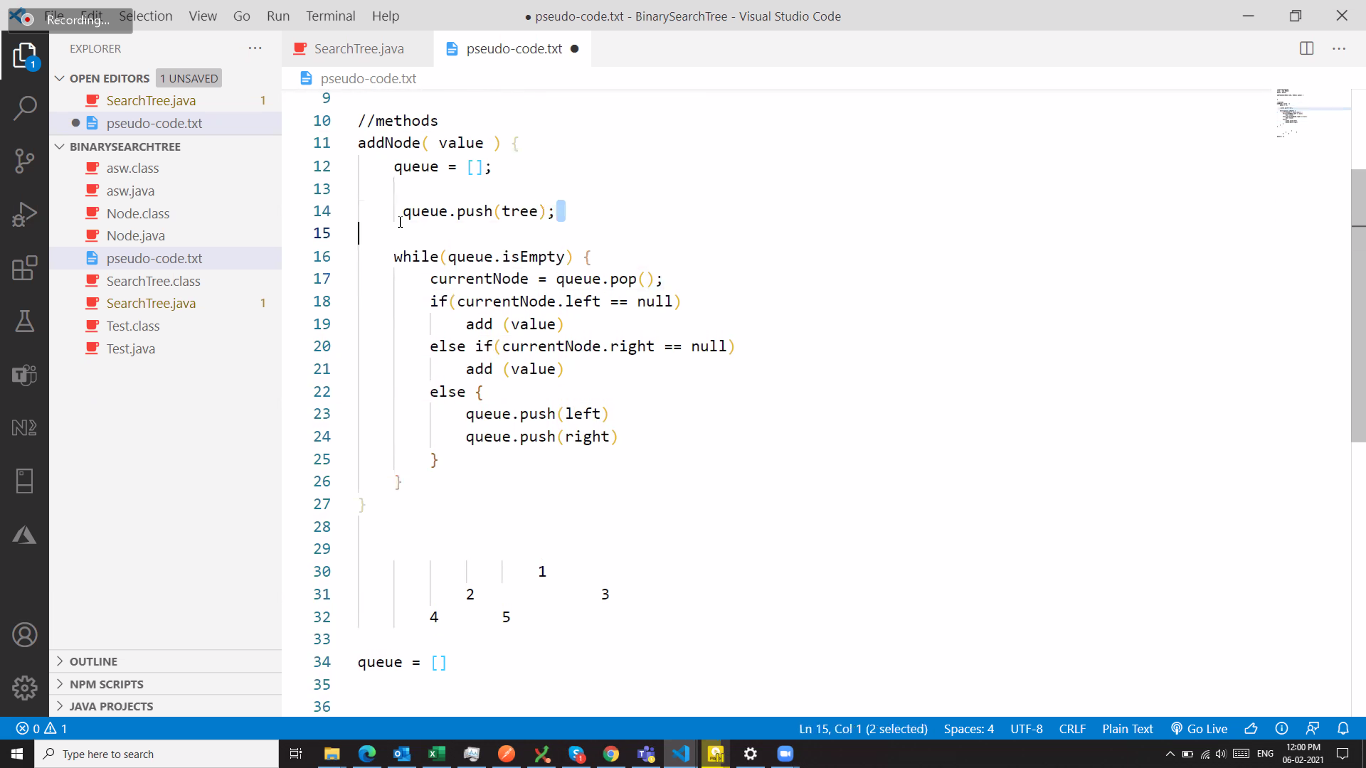 Recording...
File Edit Selection View Go Run Terminal Help
● pseudo-code.txt - BinarySearchTree - Visual Studio Code
EXPLORER
OPEN EDITORS 1 UNSAVED
SearchTree.java 1
pseudo-code.txt
BINARYSEARCHTREE
asw.class
asw.java
Node.class
Node.java
pseudo-code.txt
SearchTree.class
SearchTree.java 1
Test.class
Test.java
OUTLINE
NPM SCRIPTS
JAVA PROJECTS
1
N
SearchTree.java
pseudo-code.txt
pseudo-code.txt
9
10 //methods
11 addNode( value ) {
12 queue = [];
13
14 queue.push(tree);
15
16 while(queue.isEmpty) {
17 currentNode = queue.pop();
18 if(currentNode.left == null)
19 add (value)
20 else if(currentNode.right == null)
21 add (value)
22 else {
23 queue.push(left)
24 queue.push(right)
25 }
26 }
27 }
28
29
30 1
31 2 3
32 4 5
33
34 queue = []
35
36
0 1
Ln 15, Col 1 (2 selected) Spaces: 4 UTF-8 CRLF Plain Text Go Live
Type here to search
ENG
12:00 PM
06-02-2021